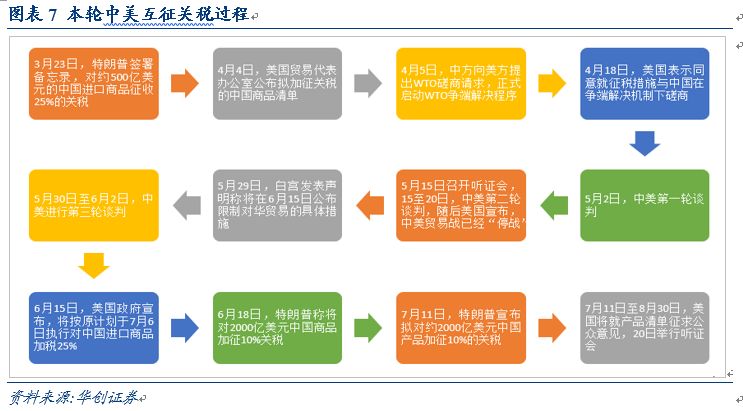 图表 7 本轮中美互征关税过程
3月23日，特朗普签署
备忘录，对约500亿美
元的中国进口商品征收
25%的关税
4月4日，美国贸易代表
办公室公布拟加征关税
的中国商品清单
4月5日，中方向美方提
出WTO磋商请求，正式
启动WTO争端解决程序
4月18日，美国表示同
意就征税措施与中国在
争端解决机制下磋商
5月2日，中美第一轮谈
判
5月15日召开听证会，
15至20日，中美第二轮
谈判，随后美国宣布，
中美贸易战已经“停战”
5月29日，白宫发表声
明称将在6月15日公布
限制对华贸易的具体措
施
5月30日至6月2日，中
美进行第三轮谈判
6月15日，美国政府宣
布，将按原计划于7月6
日执行对中国进口商品
加税25%
6月18日，特朗普称将
对2000亿美元中国商品
加征10%关税
7月11日，特朗普宣布
拟对约2000亿美元中国
产品加征10%的关税
7月11日至8月30日，美
国将就产品清单征求公
众意见，20日举行听证
会
资料来源:华创证券